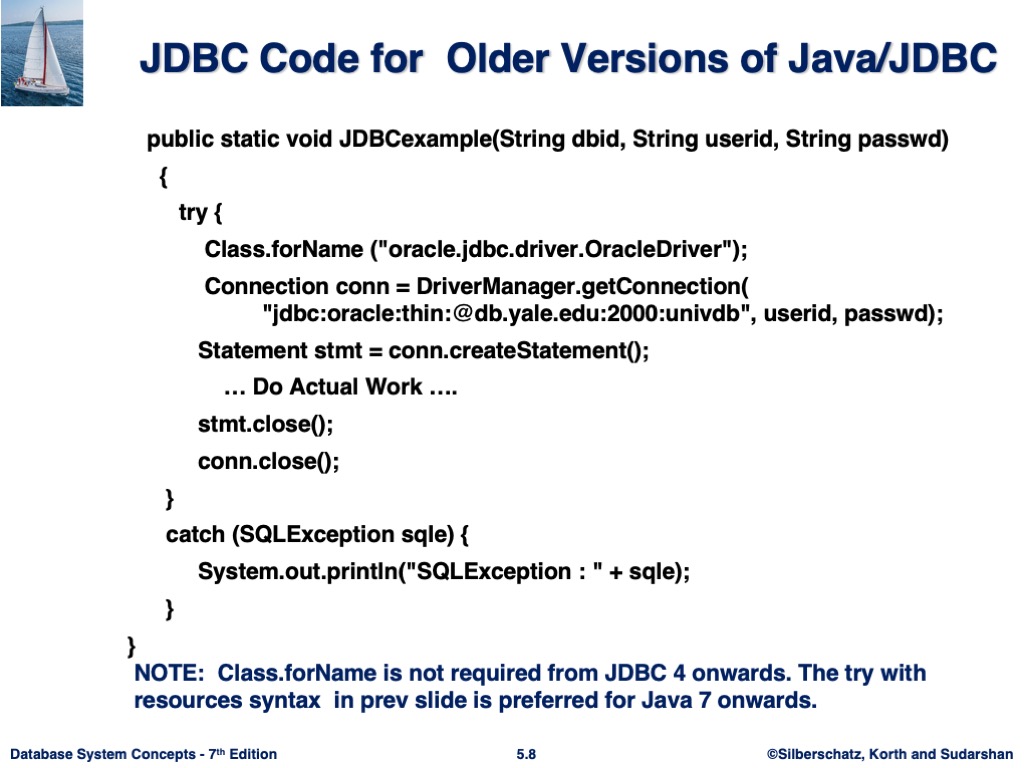 JDBC Code for  Older Versions of Java/JDBC
public static void JDBCexample(String dbid, String userid, String passwd)
{
try {
Class.forName ("oracle.jdbc.driver.OracleDriver");
Connection conn = DriverManager.getConnection(
"jdbc:oracle:thin:@db.yale.edu:2000:univdb", userid, passwd);
Statement stmt = conn.createStatement();
… Do Actual Work ….
stmt.close();
conn.close();
}
catch (SQLException sqle) {
System.out.println("SQLException : " + sqle);
}
}
NOTE:  Class.forName is not required from JDBC 4 onwards. The try with
resources syntax  in prev slide is preferred for Java 7 onwards.
Database System Concepts - 7th Edition 5.8 ©Silberschatz, Korth and Sudarshan